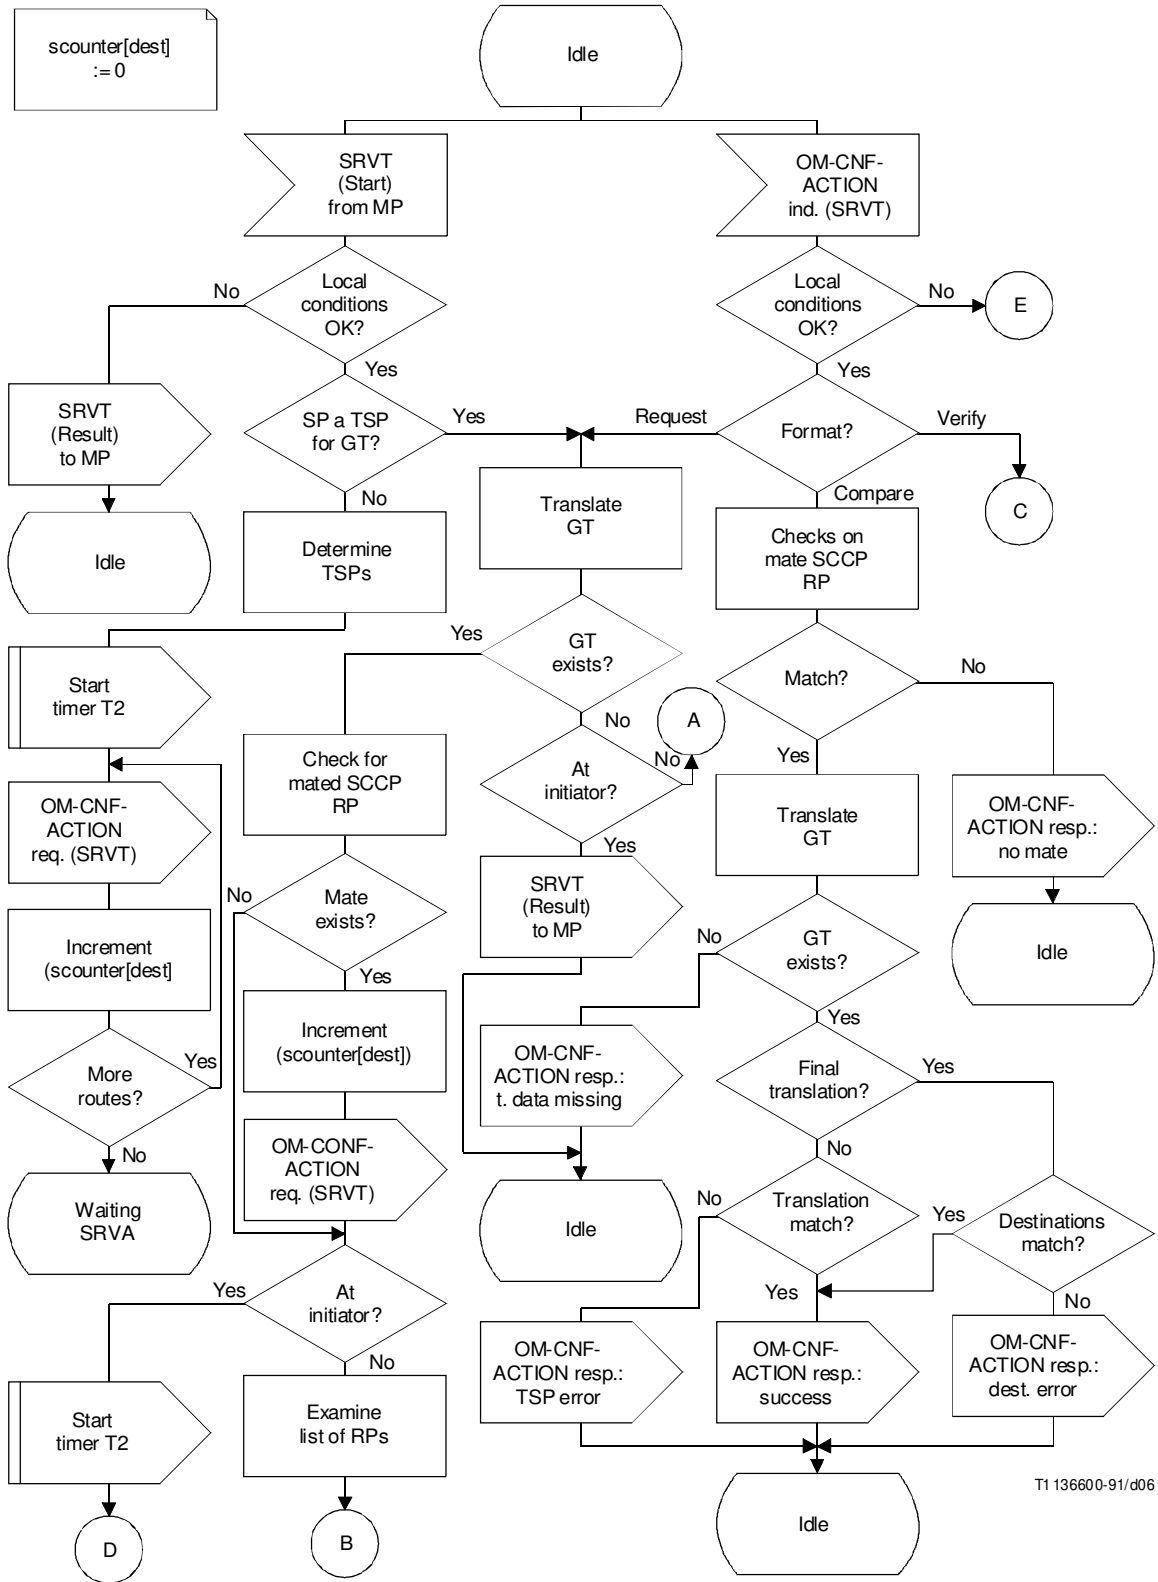 scounter[dest]
:= 0
Idle
SRVT
(Start)
from MP
OM-CNF-
ACTION
ind. (SRVT)
Local
conditions
OK?
No
Yes
Local
conditions
OK?
No
E
Yes
SRVT
(Result)
to MP
SP a TSP
for GT?
Yes
No
Request
Format?
Verify
Compare
C
Idle
Determine
TSPs
Translate
GT
Checks on
mate SCCP
RP
Start
timer T2
Yes
GT
exists?
No
A
Match?
No
Yes
OM-CNF-
ACTION
req. (SRVT)
Check for
mated SCCP
RP
At
initiator?
No
Yes
Translate
GT
OM-CNF-
ACTION resp.:
no mate
Increment
(scounter[dest]
No
Mate
exists?
Yes
SRVT
(Result)
to MP
No
GT
exists?
Yes
Idle
More
routes?
Yes
No
Increment
(scounter[dest])
OM-CNF-
ACTION resp.:
t. data missing
Final
translation?
Yes
No
Waiting
SRVA
OM-CONF-
ACTION
req. (SRVT)
Idle
No
Translation
match?
Yes
Yes
Destinations
match?
No
Yes
At
initiator?
No
OM-CNF-
ACTION resp.:
TSP error
OM-CNF-
ACTION resp.:
success
OM-CNF-
ACTION resp.:
dest. error
Start
timer T2
Examine
list of RPs
D
B
Idle
T1136600-91/d06